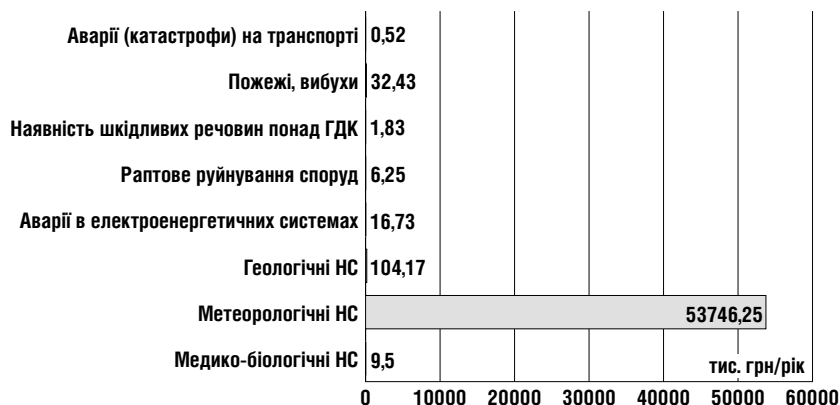 Аварії (катастрофи) на транспорті 0,52
Пожежі, вибухи 32,43
Наявність шкідливих речовин понад ГДК 1,83
Раптове руйнування споруд 6,25
Аварії в електроенергетичних системах 16,73
Геологічні НС 104,17
Метеорологічні НС 53746,25
Медико-біологічні НС 9,5
тис. грн/рік
0 10000 20000 30000 40000 50000 60000